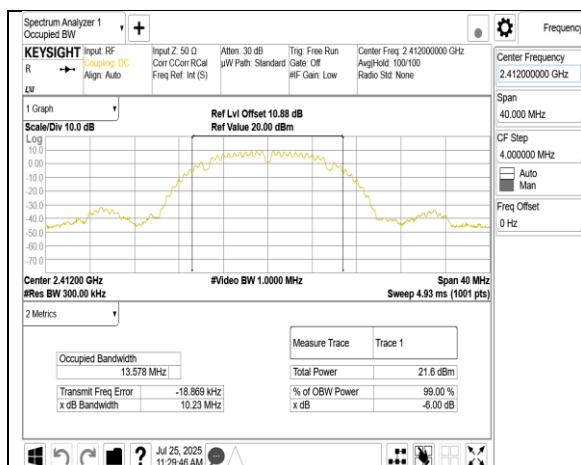 Spectrum Analyzer 1
Occupied BW
Frequency
KEYSIGHT
R
Input: RF
Coupling: DC
Align: Auto
Input Z: 50 Ω
Corr CCorr RCal
Freq Ref: Int (S)
Atten: 30 dB
µW Path: Standard
Trig: Free Run
Gate: Off
#IF Gain: Low
Center Freq: 2.412000000 GHz
Avg|Hold: 100/100
Radio Std: None
Center Frequency
2.412000000 GHz
Span
40.000 MHz
CF Step
4.000000 MHz
Auto
Man
Freq Offset
0 Hz
1 Graph
Scale/Div 10.0 dB
Ref Lvl Offset 10.88 dB
Ref Value 20.00 dBm
Log
10.0
0.00
-10.0
-20.0
-30.0
-40.0
-50.0
-60.0
-70.0
Center 2.41200 GHz
#Res BW 300.00 kHz
#Video BW 1.0000 MHz
Span 40 MHz
Sweep 4.93 ms (1001 pts)
2 Metrics
Measure Trace Trace 1
Occupied Bandwidth
13.578 MHz
Total Power 21.6 dBm
Transmit Freq Error -18.869 kHz
% of OBW Power 99.00 %
x dB Bandwidth 10.23 MHz
x dB -6.00 dB
Jul 25, 2025
11:29:46 AM